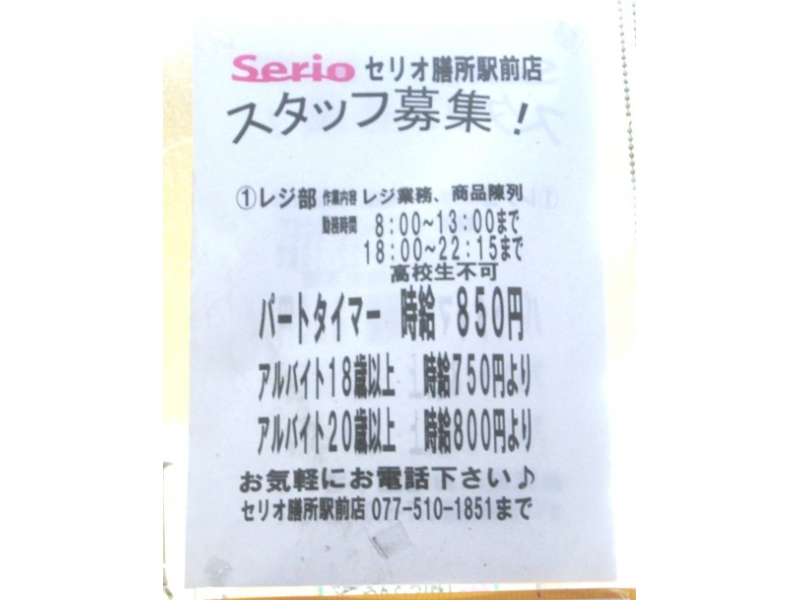 Serio セリオ膳所駅前店
スタッフ募集！
①レジ部 作業内容 レジ業務、商品陳列
勤務時間 8：00~13：00まで
18：00~22：15まで
高校生不可
パートタイマー 時給 850円
アルバイト18歳以上 時給750円より
アルバイト20歳以上 時給800円より
お気軽にお電話下さい♪
セリオ膳所駅前店 077-510-1851まで